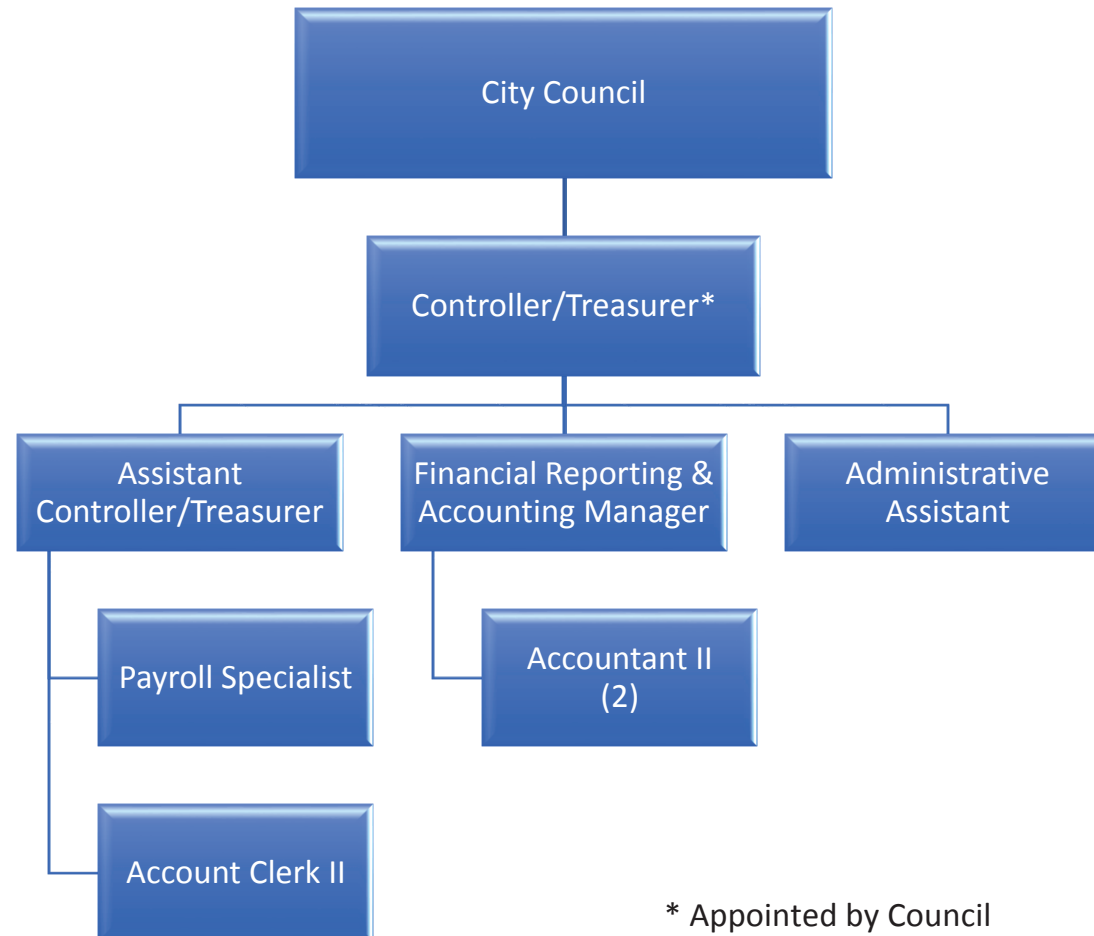 City Council
Controller/Treasurer*
Assistant
Controller/Treasurer
Financial Reporting &
Accounting Manager
Administrative
Assistant
Payroll Specialist
Accountant II
(2)
Account Clerk II
* Appointed by Council